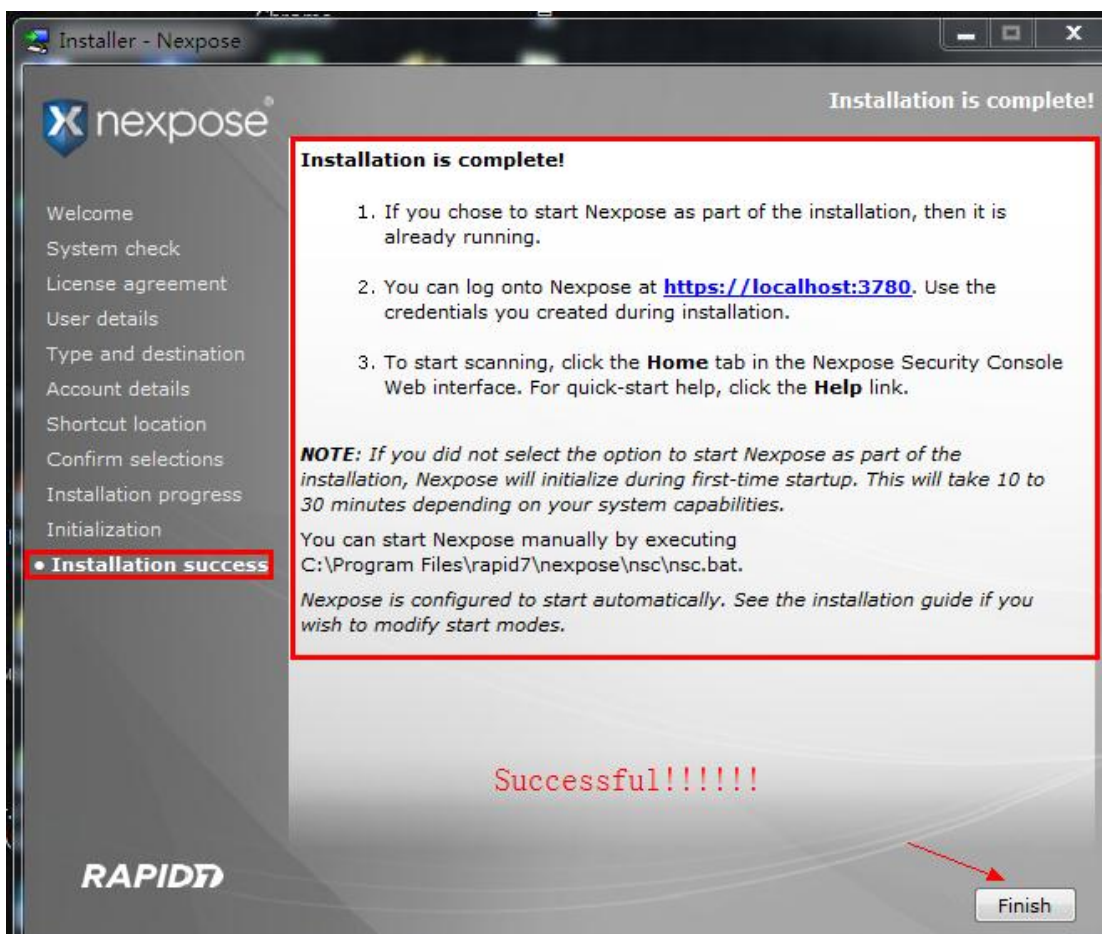 Installer - Nexpose
nexpose®
Installation is complete!
Welcome
System check
License agreement
User details
Type and destination
Account details
Shortcut location
Confirm selections
Installation progress
Initialization
• Installation success
Installation is complete!
1. If you chose to start Nexpose as part of the installation, then it is
already running.
2. You can log onto Nexpose at https://localhost:3780. Use the
credentials you created during installation.
3. To start scanning, click the Home tab in the Nexpose Security Console
Web interface. For quick-start help, click the Help link.
NOTE: If you did not select the option to start Nexpose as part of the
installation, Nexpose will initialize during first-time startup. This will take 10 to
30 minutes depending on your system capabilities.
You can start Nexpose manually by executing
C:\Program Files\rapid7\nexpose\nsc\nsc.bat.
Nexpose is configured to start automatically. See the installation guide if you
wish to modify start modes.
Successful!!!!!!
RAPID7
Finish